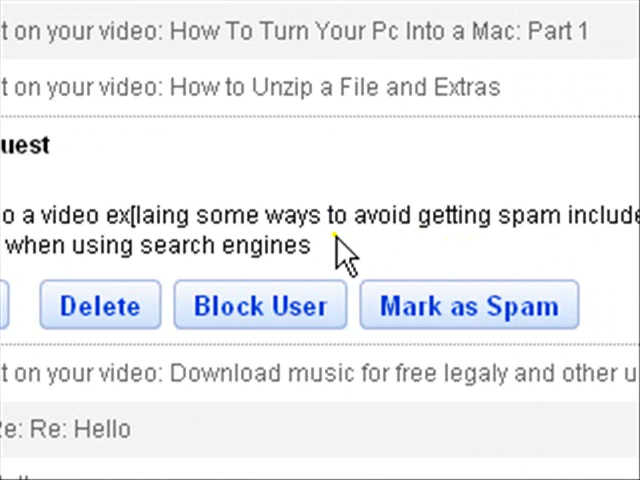 t on your video: How To Turn Your Pc Into a Mac: Part 1
t on your video: How to Unzip a File and Extras
uest
o a video ex[laing some ways to avoid getting spam include
when using search engines
Delete Block User Mark as Spam
t on your video: Download music for free legaly and other u
Re: Re: Hello